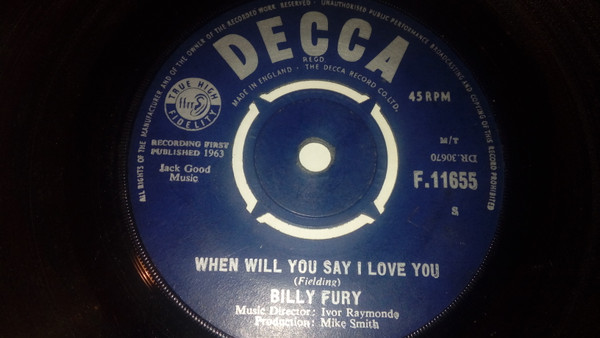 ALL RIGHTS OF THE MANUFACTURER AND OF THE OWNER OF THE RECORDED WORK RESERVED · UNAUTHORISED PUBLIC PERFORMANCE BROADCASTING AND COPYING OF THIS RECORD PROHIBITED
DECCA
REGD.
MADE IN ENGLAND · THE DECCA RECORD CO. LTD.
TRUE HIGH
ffrr
FIDELITY
45 RPM
RECORDING FIRST
PUBLISHED 1963
Jack Good
Music
M/T
DR.30670
F.11655
S
WHEN WILL YOU SAY I LOVE YOU
(Fielding)
BILLY FURY
Music Director: Ivor Raymonde
Production: Mike Smith